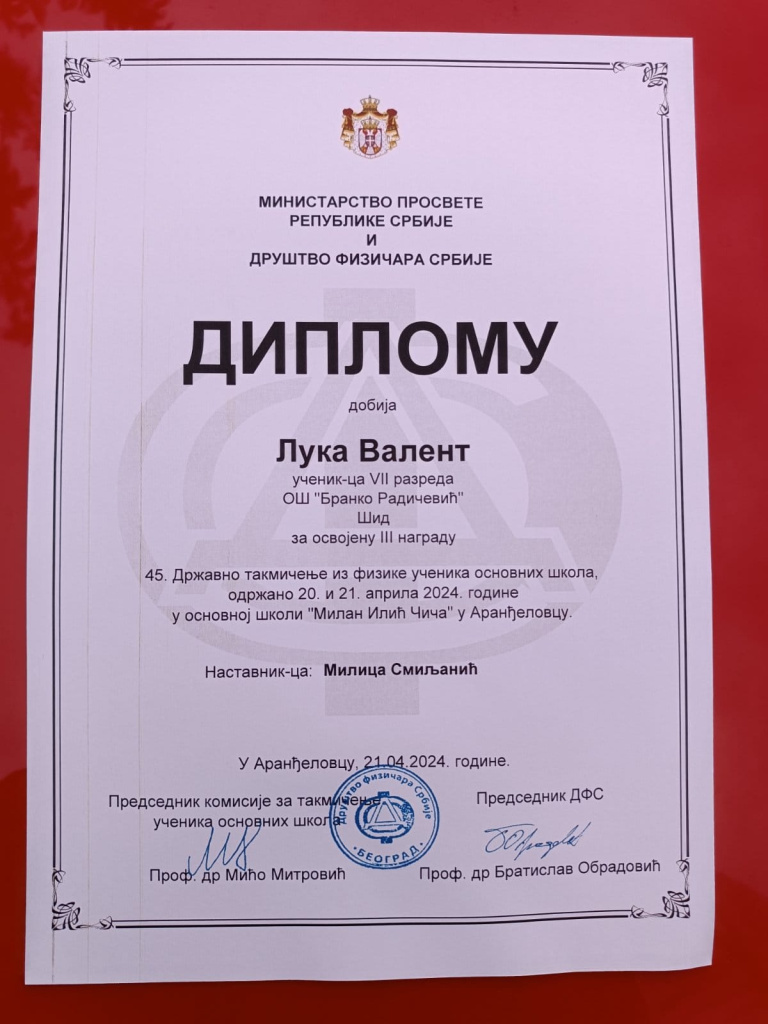 МИНИСТАРСТВО ПРОСВЕТЕ
РЕПУБЛИКЕ СРБИЈЕ
И
ДРУШТВО ФИЗИЧАРА СРБИЈЕ
ДИПЛОМУ
добија
Лука Валент
ученик-ца VII разреда
ОШ "Бранко Радичевић"
Шид
за освојену III награду
45. Државно такмичење из физике ученика основних школа,
одржано 20. и 21. априла 2024. године
у основној школи "Милан Илић Чича" у Аранђеловцу.
Наставник-ца: Милица Смиљанић
У Аранђеловцу, 21.04.2024. године.
Председник комисије за такмичење
ученика основних школа
Проф. др Мићо Митровић
Друштво физичара Србије
• БЕОГРАД •
Председник ДФС
Проф. др Братислав Обрадовић